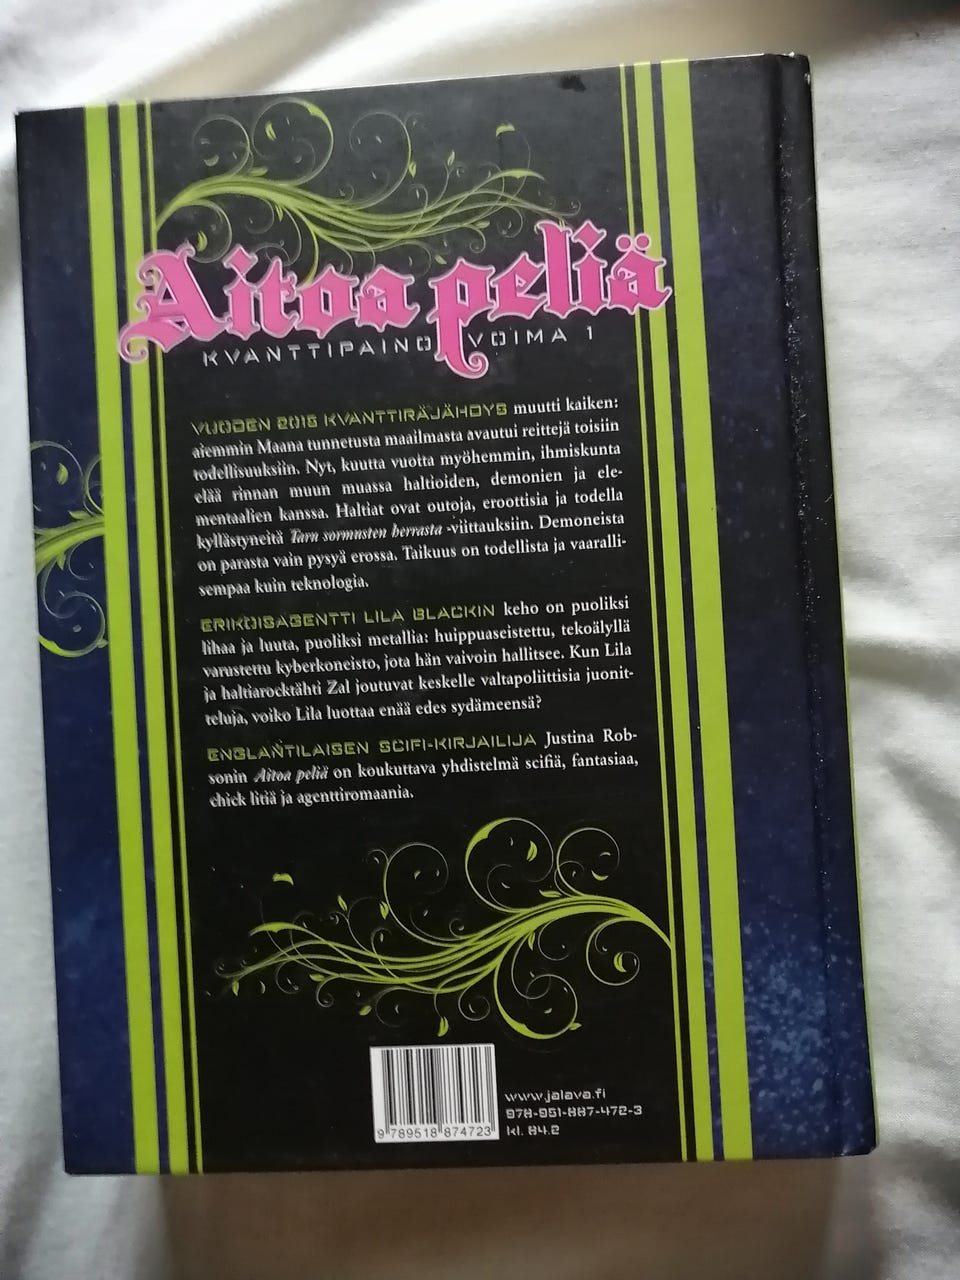 Aitoa peliä
KVANTTIPAINOVOIMA 1
VUODEN 2015 KVANTTIRÄJÄHDYS muutti kaiken:
aiemmin Maana tunnetusta maailmasta avautui reittejä toisiin
todellisuuksiin. Nyt, kuutta vuotta myöhemmin, ihmiskunta
elää rinnan muun muassa haltioiden, demonien ja ele-
mentaalien kanssa. Haltiat ovat outoja, eroottisia ja todella
kyllästyneitä Taru sormusten herrasta -viittauksiin. Demoneista
on parasta vain pysyä erossa. Taikuus on todellista ja vaaralli-
sempaa kuin teknologia.
ERIKOISAGENTTI LILA BLACKIN keho on puoliksi
lihaa ja luuta, puoliksi metallia: huippuaseistettu, tekoälyllä
varustettu kyberkoneisto, jota hän vaivoin hallitsee. Kun Lila
ja haltiarocktähti Zal joutuvat keskelle valtapoliittisia juonit-
teluja, voiko Lila luottaa enää edes sydämeensä?
ENGLANTILAISEN SCIFI-KIRJAILIJA Justina Rob-
sonin Aitoa peliä on koukuttava yhdistelmä scifiä, fantasiaa,
chick litiä ja agenttiromaania.
www.jalava.fi
978-951-887-472-3
kl. 84.2
9 789518 874723